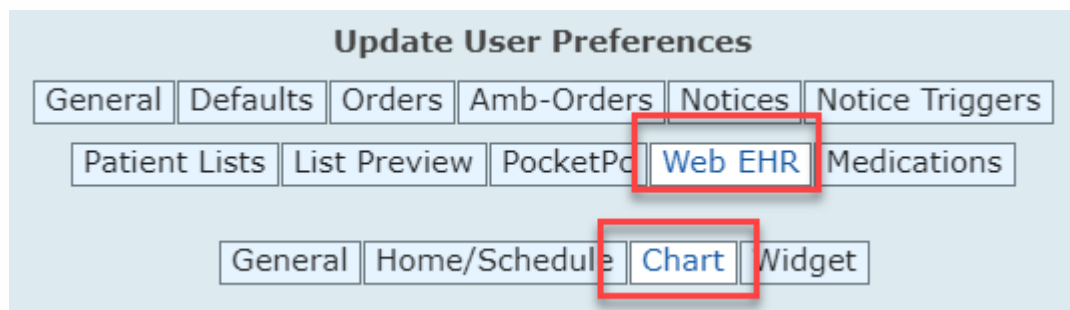 Update User Preferences
General Defaults Orders Amb-Orders Notices Notice Triggers
Patient Lists List Preview PocketPc Web EHR Medications
General Home/Schedule Chart Widget